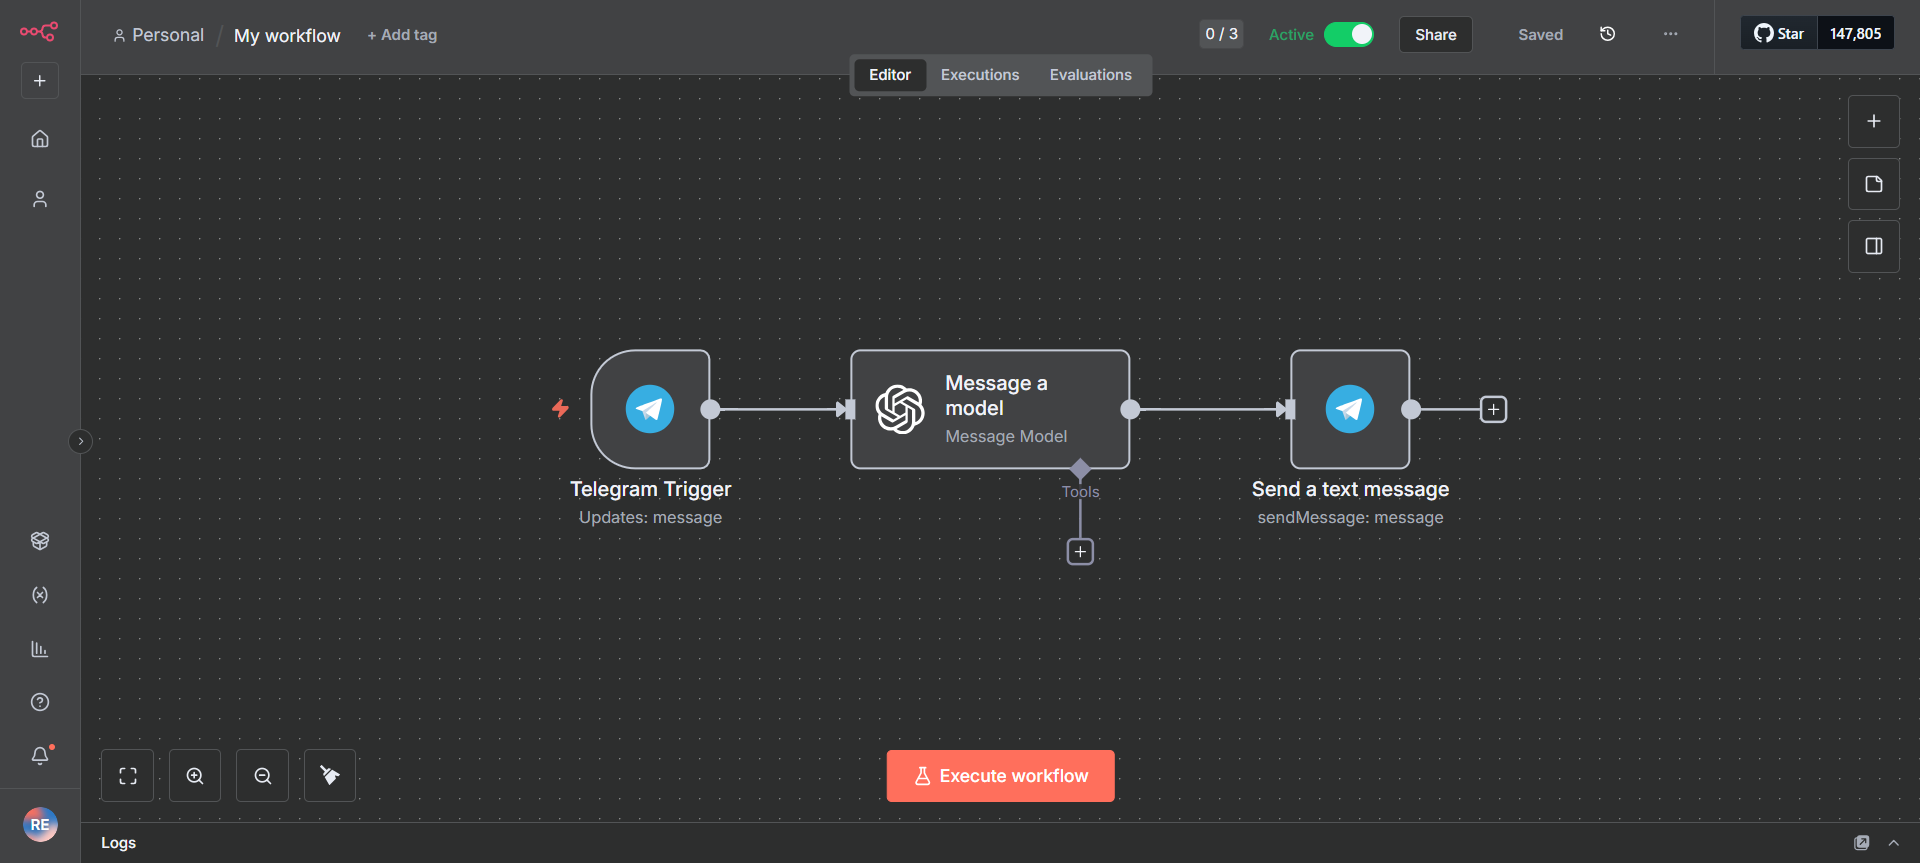 Personal / My workflow + Add tag
0 / 3 Active Share Saved ... Star 147,805
Editor Executions Evaluations
Message a
model
Message Model
Tools
Telegram Trigger
Updates: message
Send a text message
sendMessage: message
Execute workflow
RE
Logs